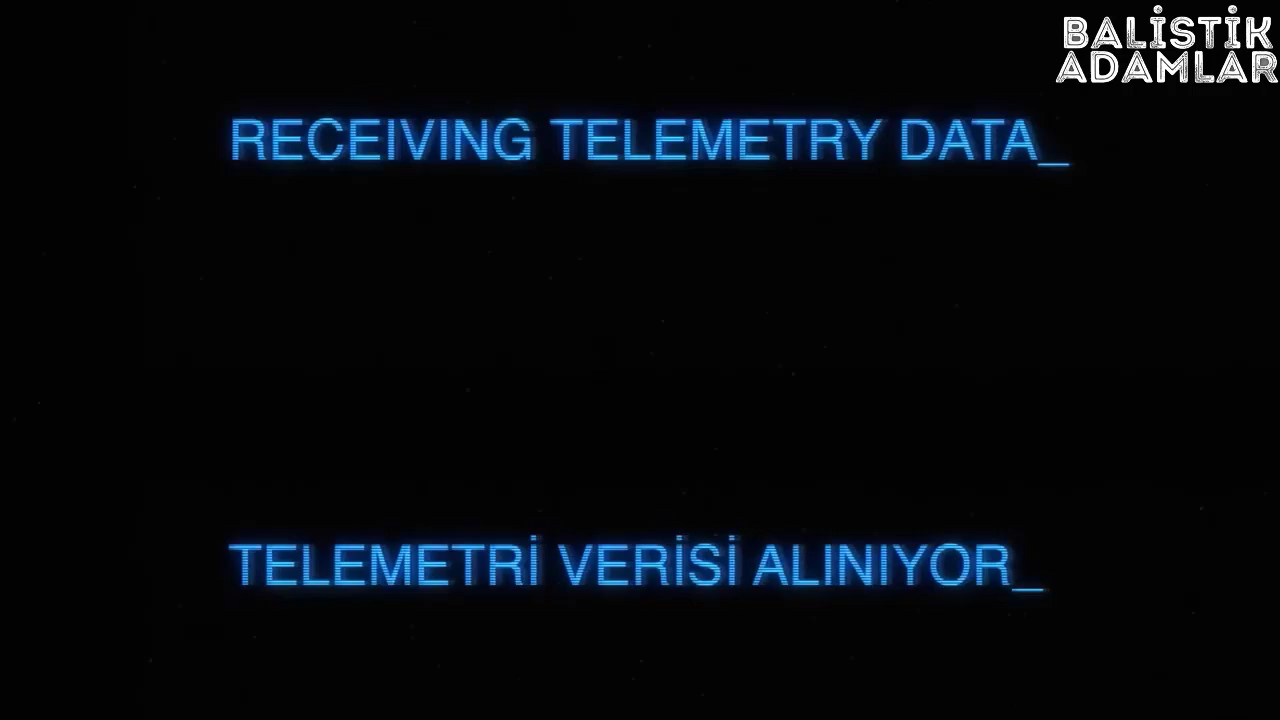 BALİSTİK
ADAMLAR
RECEIVING TELEMETRY DATA_
TELEMETRİ VERİSİ ALINIYOR_